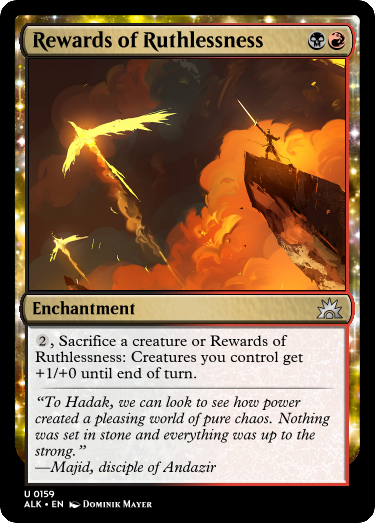 Rewards of Ruthlessness
Enchantment
2, Sacrifice a creature or Rewards of
Ruthlessness: Creatures you control get
+1/+0 until end of turn.
“To Hadak, we can look to see how power
created a pleasing world of pure chaos. Nothing
was set in stone and everything was up to the
strong.”
—Majid, disciple of Andazir
U 0159
ALK • EN Dominik Mayer